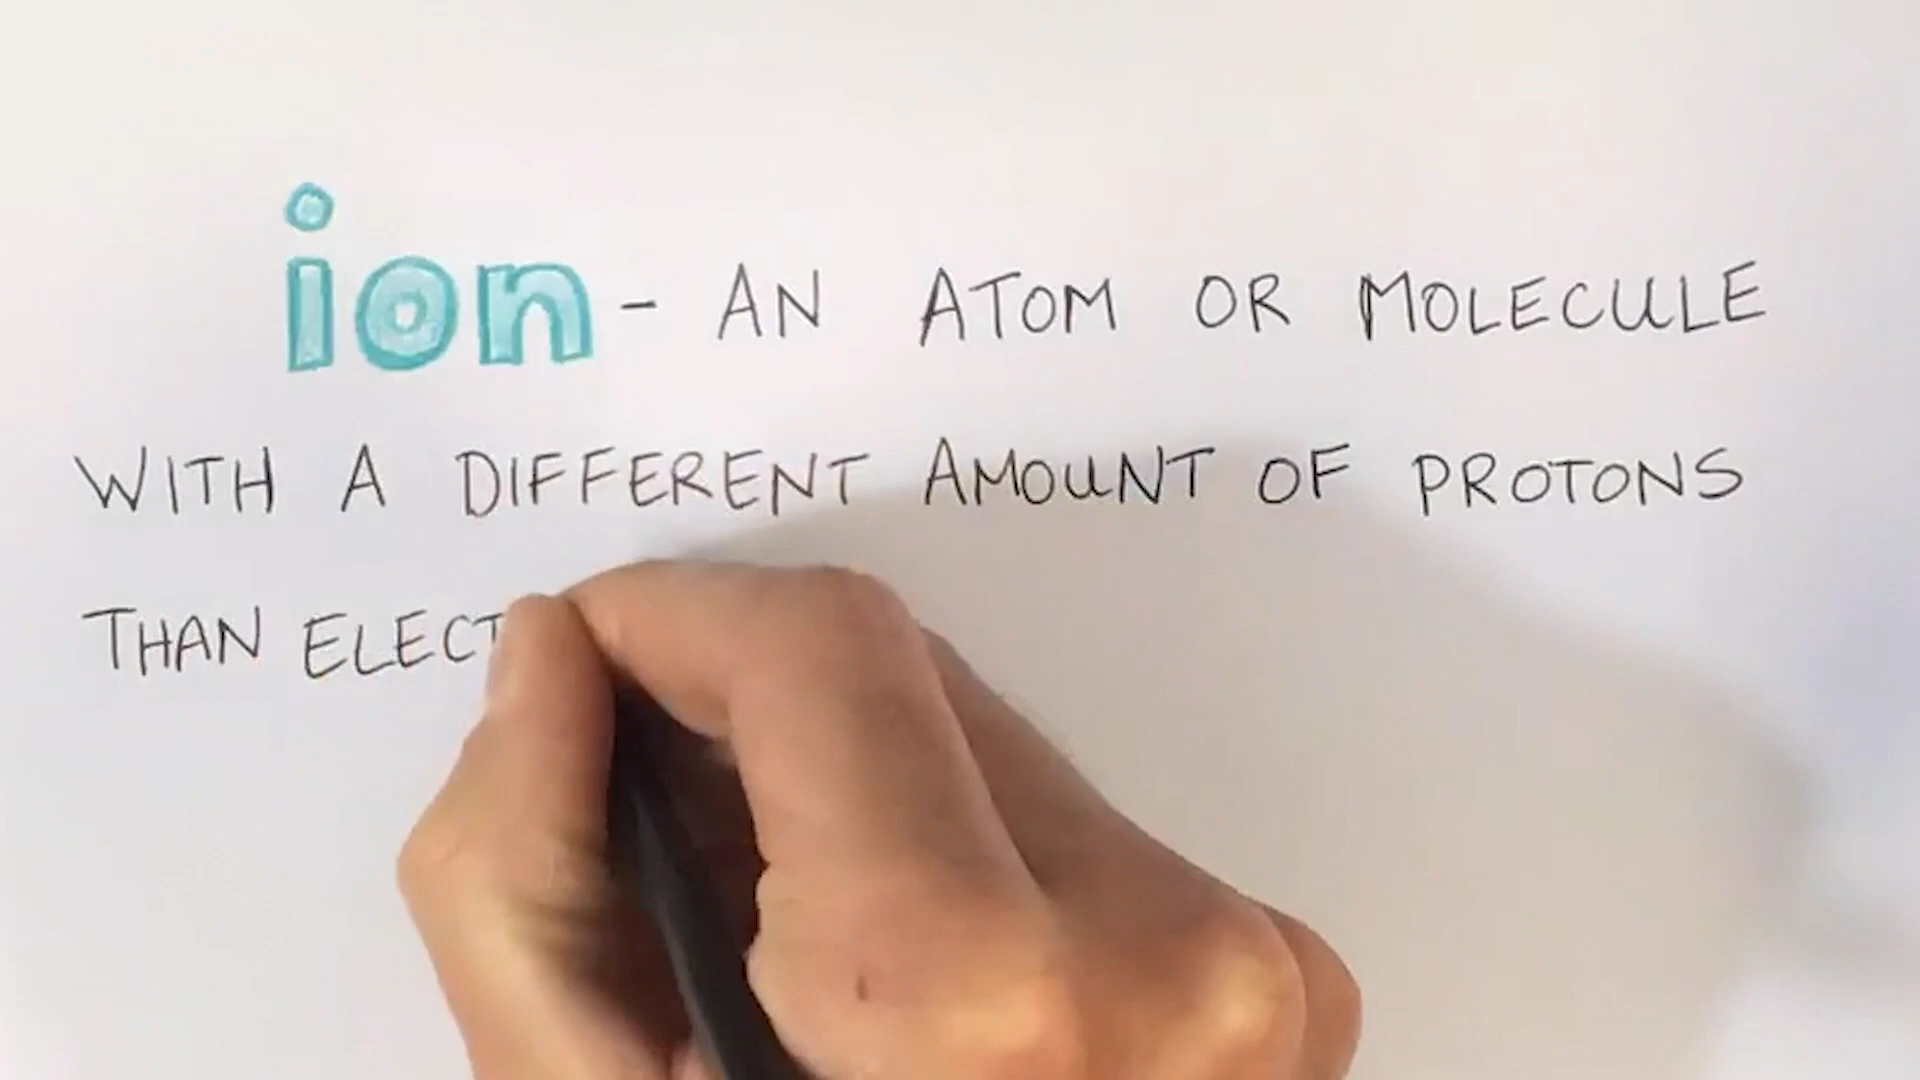 ion - AN ATOM OR MOLECULE
WITH A DIFFERENT AMOUNT OF PROTONS
THAN ELECT